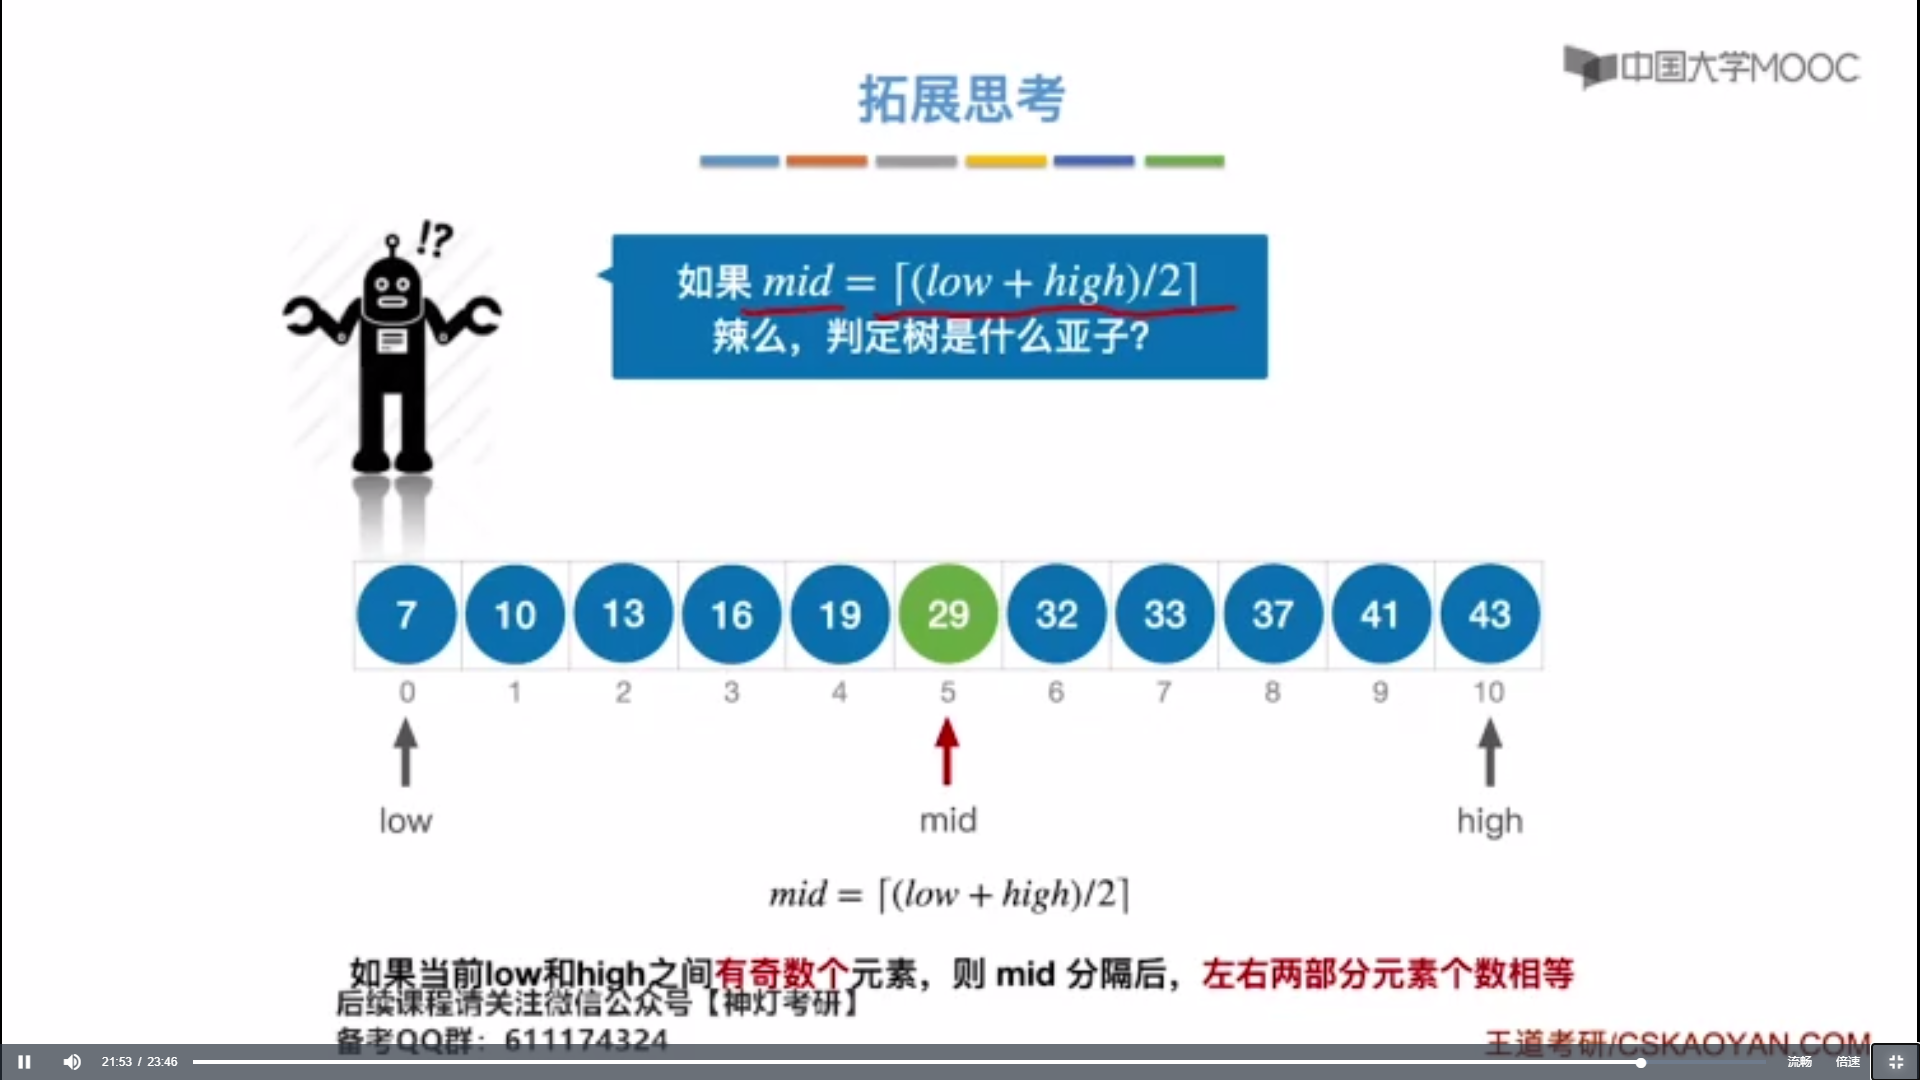 中国大学MOOC
拓展思考
!?
如果 mid = ⌈(low + high)/2⌉
辣么，判定树是什么亚子？
7 10 13 16 19 29 32 33 37 41 43
0 1 2 3 4 5 6 7 8 9 10
low mid high
mid = ⌈(low + high)/2⌉
如果当前low和high之间有奇数个元素，则 mid 分隔后，左右两部分元素个数相等
后续课程请关注微信公众号【神灯考研】
备考QQ群：611174324
王道考研/CSKAOYAN.COM
21:53 / 23:46 流畅 倍速